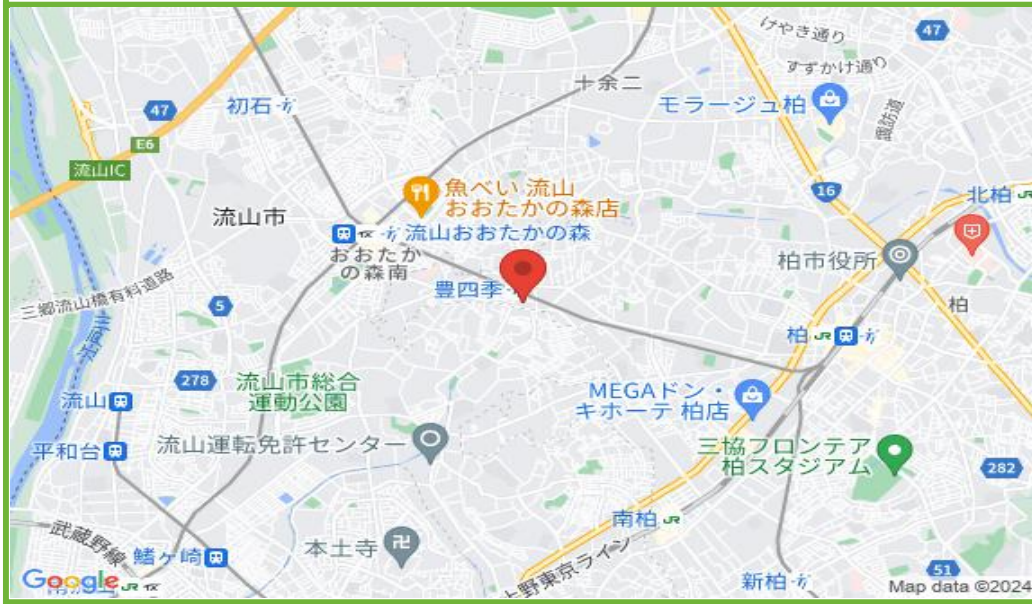 けやき通り
47
すずかけ通り
十余二
モラージュ柏
諏訪道
47
初石
E6
流山IC
16
北柏 JR
魚べい 流山
おおたかの森店
流山市
流山おおたかの森
おおたか
の森南
柏市役所
豊四季
三郷流山橋有料道路
5
柏
柏 JR
278
流山市総合
運動公園
MEGAドン・
キホーテ 柏店
流山
流山運転免許センター
平和台
三協フロンテア
柏スタジアム
282
南柏 JR
武蔵野線
鰭ヶ崎
本土寺
上野東京ライン
新柏
51
Google
JR
Map data ©2024